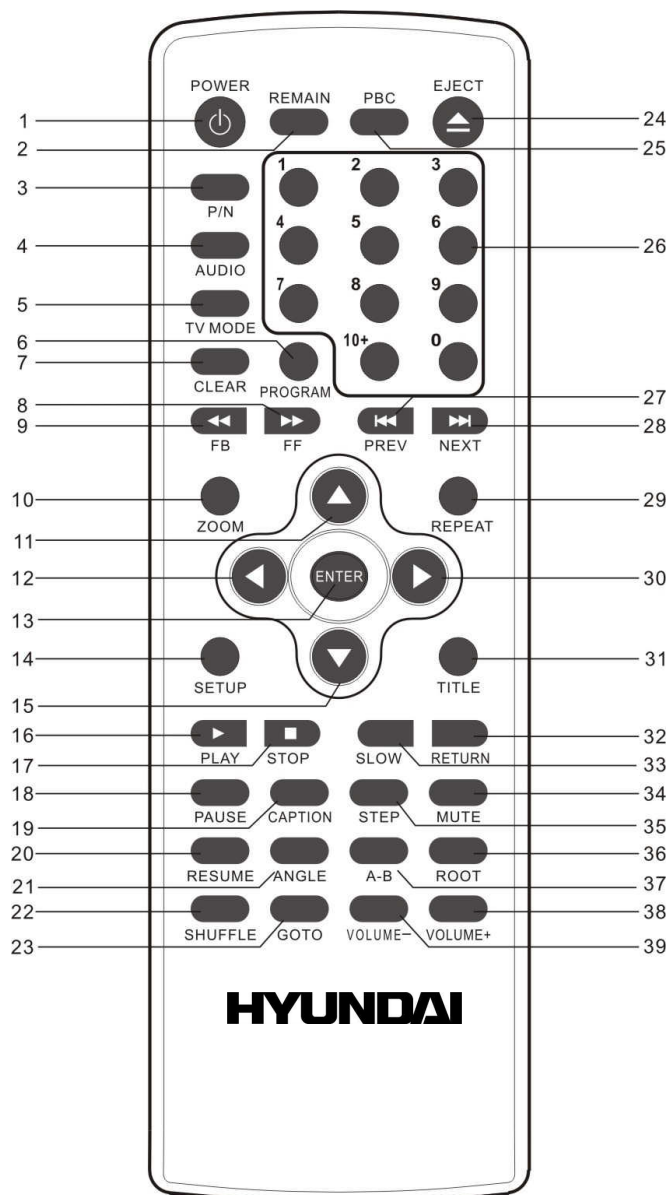 POWER REMAIN PBC EJECT
1 24
2 25
1 2 3
3
P/N
4 5 6
4 26
AUDIO
7 8 9
5
TV MODE
6
10+ 0
7
CLEAR PROGRAM
8 27
9 28
FB FF PREV NEXT
10 29
ZOOM REPEAT
11
12 ENTER 30
13
14 31
SETUP TITLE
15
16 32
PLAY STOP SLOW RETURN
17 33
18 34
PAUSE CAPTION STEP MUTE
19 35
20 36
RESUME ANGLE A-B ROOT
21 37
22 38
SHUFFLE GOTO VOLUME− VOLUME+
23 39
HYUNDAI